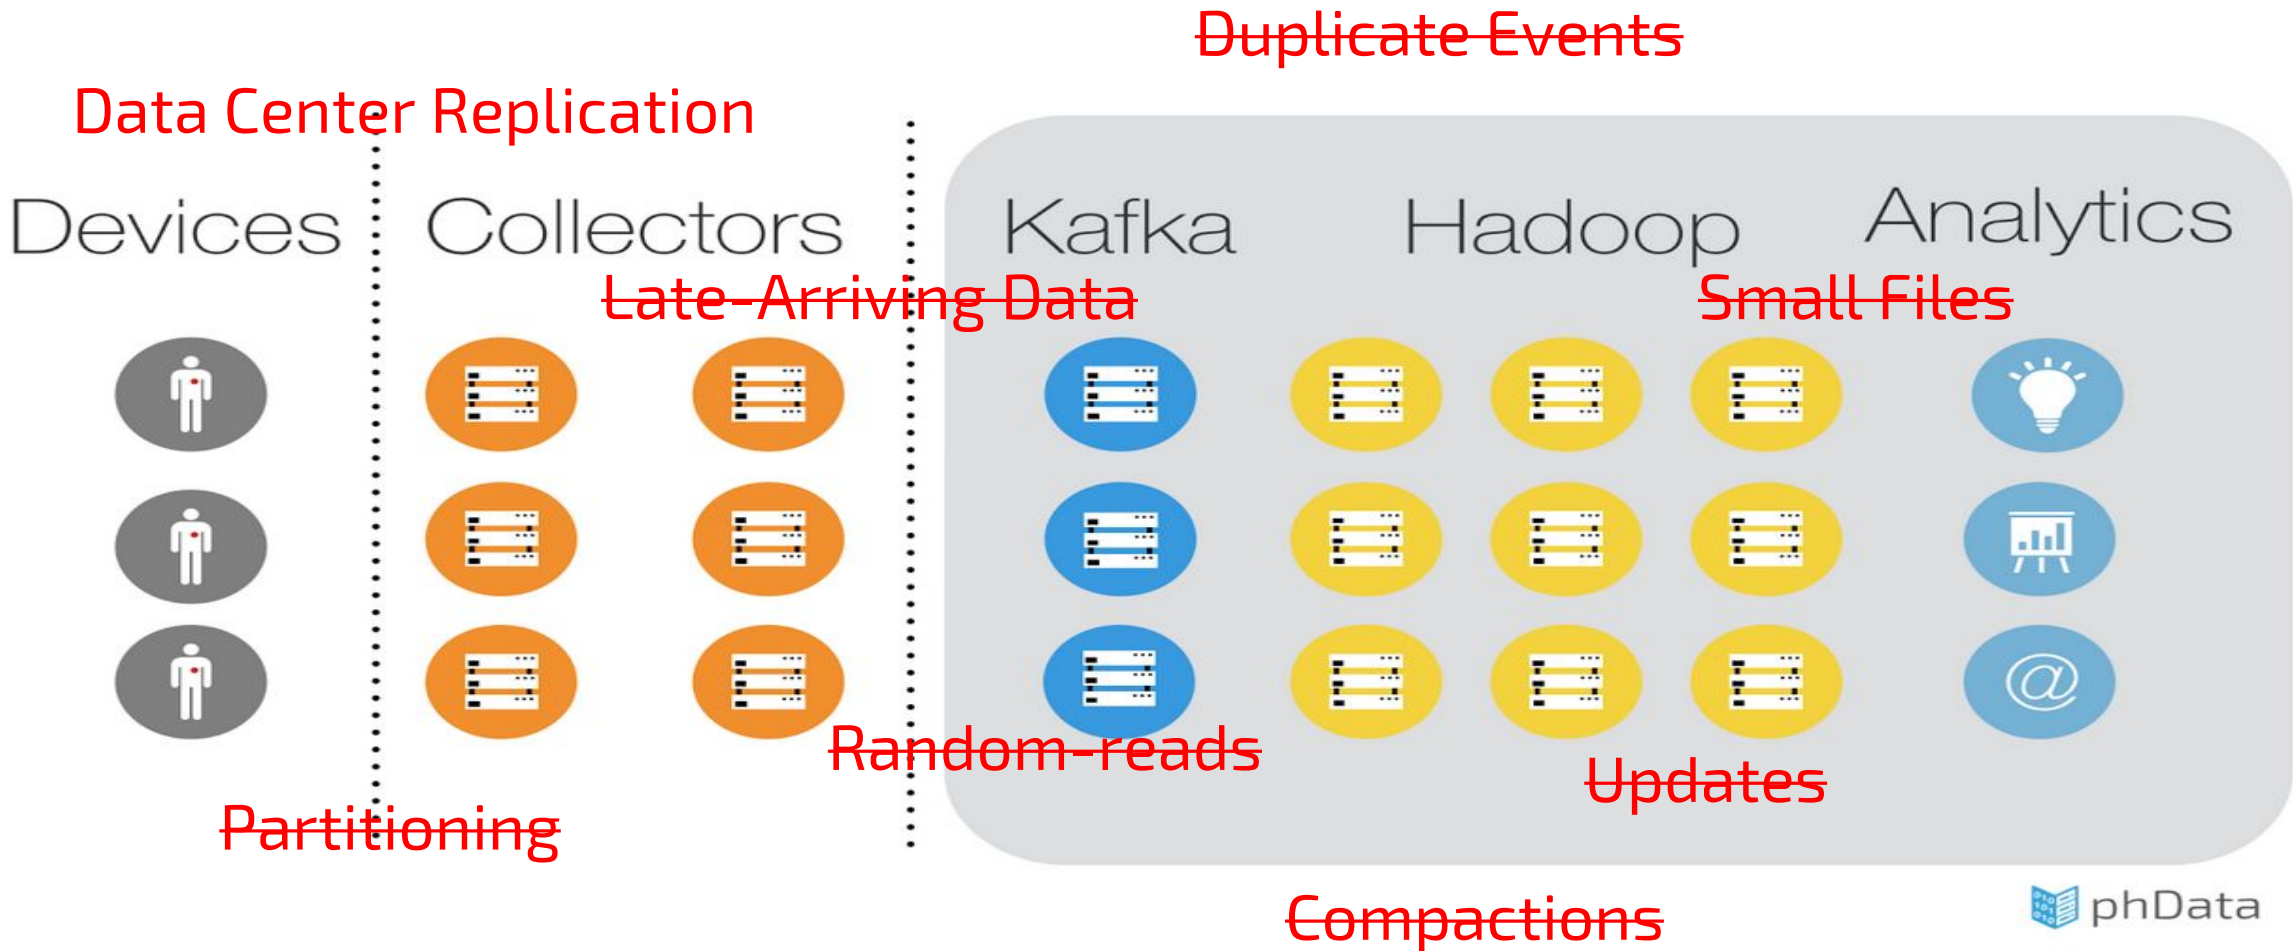 Duplicate Events
Data Center Replication
Devices
Collectors
Kafka
Hadoop
Analytics
Late-Arriving Data
Small Files
@
Random-reads
Updates
Partitioning
Compactions
phData